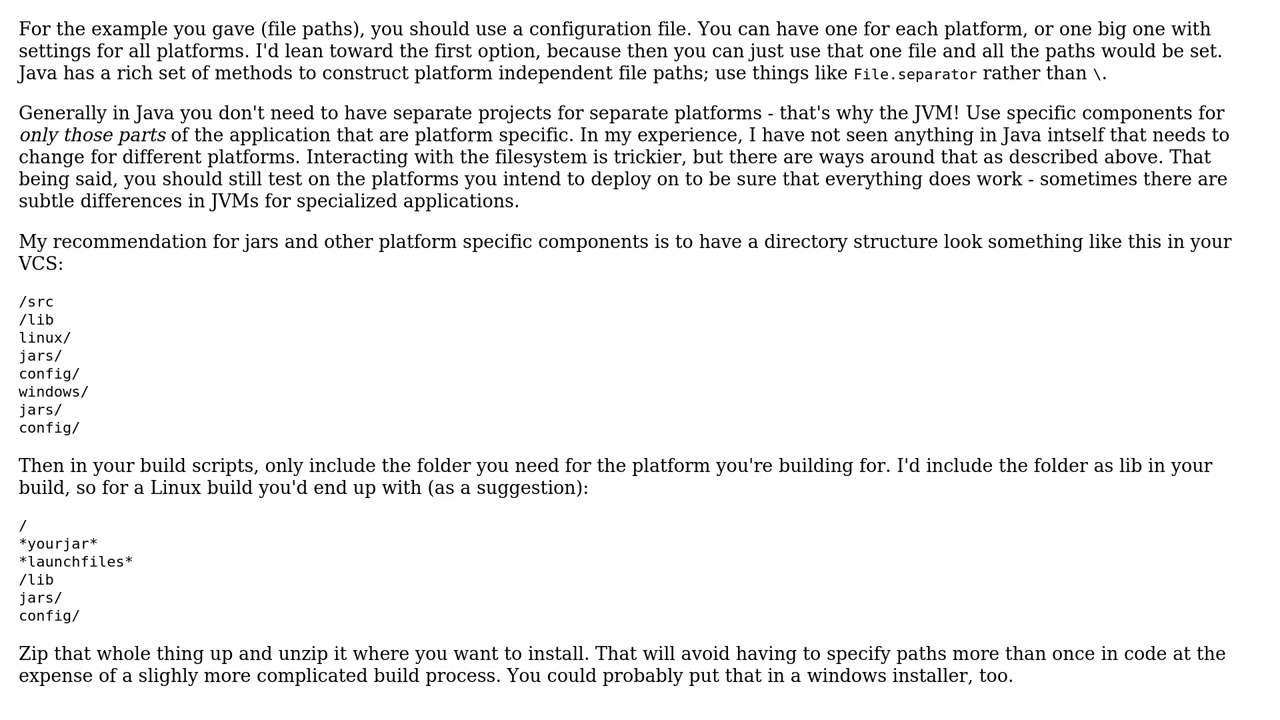 For the example you gave (file paths), you should use a configuration file. You can have one for each platform, or one big one with
settings for all platforms. I'd lean toward the first option, because then you can just use that one file and all the paths would be set.
Java has a rich set of methods to construct platform independent file paths; use things like File.separator rather than \.
Generally in Java you don't need to have separate projects for separate platforms - that's why the JVM! Use specific components for
only those parts of the application that are platform specific. In my experience, I have not seen anything in Java intself that needs to
change for different platforms. Interacting with the filesystem is trickier, but there are ways around that as described above. That
being said, you should still test on the platforms you intend to deploy on to be sure that everything does work - sometimes there are
subtle differences in JVMs for specialized applications.
My recommendation for jars and other platform specific components is to have a directory structure look something like this in your
VCS:
/src
/lib
linux/
jars/
config/
windows/
jars/
config/
Then in your build scripts, only include the folder you need for the platform you're building for. I'd include the folder as lib in your
build, so for a Linux build you'd end up with (as a suggestion):
/
*yourjar*
*launchfiles*
/lib
jars/
config/
Zip that whole thing up and unzip it where you want to install. That will avoid having to specify paths more than once in code at the
expense of a slighly more complicated build process. You could probably put that in a windows installer, too.